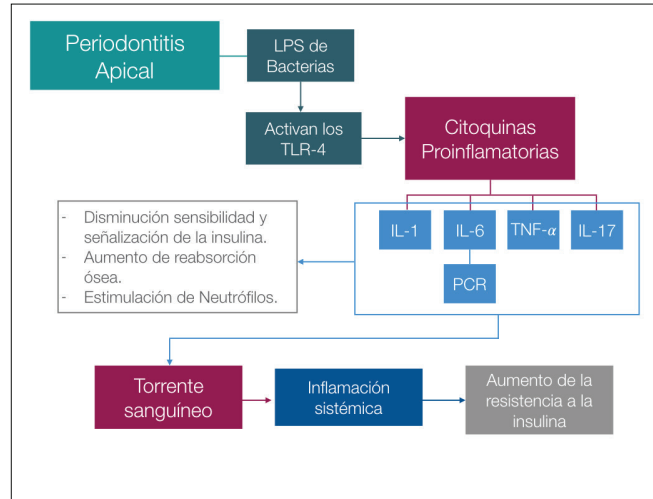 Periodontitis
Apical
LPS de
Bacterias
Activan los
TLR-4
Citoquinas
Proinflamatorias
IL-1
IL-6
TNF-α
IL-17
PCR
- Disminución sensibilidad y
señalización de la insulina.
- Aumento de reabsorción
ósea.
- Estimulación de Neutrófilos.
Torrente
sanguíneo
Inflamación
sistémica
Aumento de la
resistencia a la
insulina